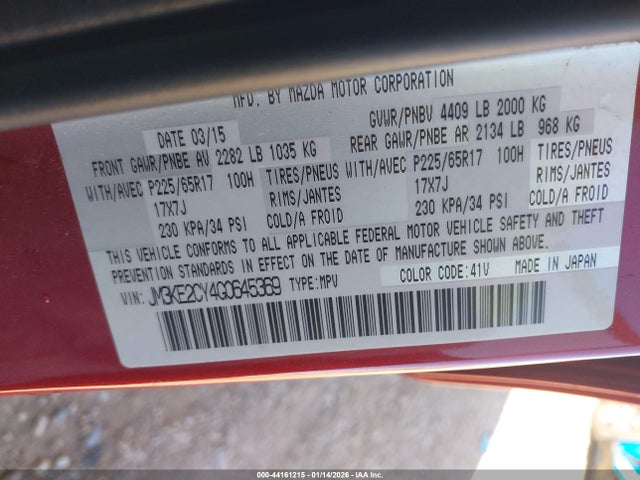 MFD. BY MAZDA MOTOR CORPORATION
DATE 03/15
GVWR/PNBV 4409 LB 2000 KG
FRONT GAWR/PNBE AV 2282 LB 1035 KG
REAR GAWR/PNBE AR 2134 LB 968 KG
WITH/AVEC P225/65R17 100H TIRES/PNEUS
WITH/AVEC P225/65R17 100H TIRES/PNEUS
17X7J RIMS/JANTES
17X7J RIMS/JANTES
230 KPA/34 PSI COLD/A FROID
230 KPA/34 PSI COLD/A FROID
THIS VEHICLE CONFORMS TO ALL APPLICABLE FEDERAL MOTOR VEHICLE SAFETY AND THEFT
PREVENTION STANDARDS IN EFFECT ON THE DATE OF MANUFACTURE SHOWN ABOVE.
VIN: JM3KE2CY4G0645369 TYPE: MPV
COLOR CODE: 41V MADE IN JAPAN
000-44161215 - 01/14/2026 - IAA Inc.